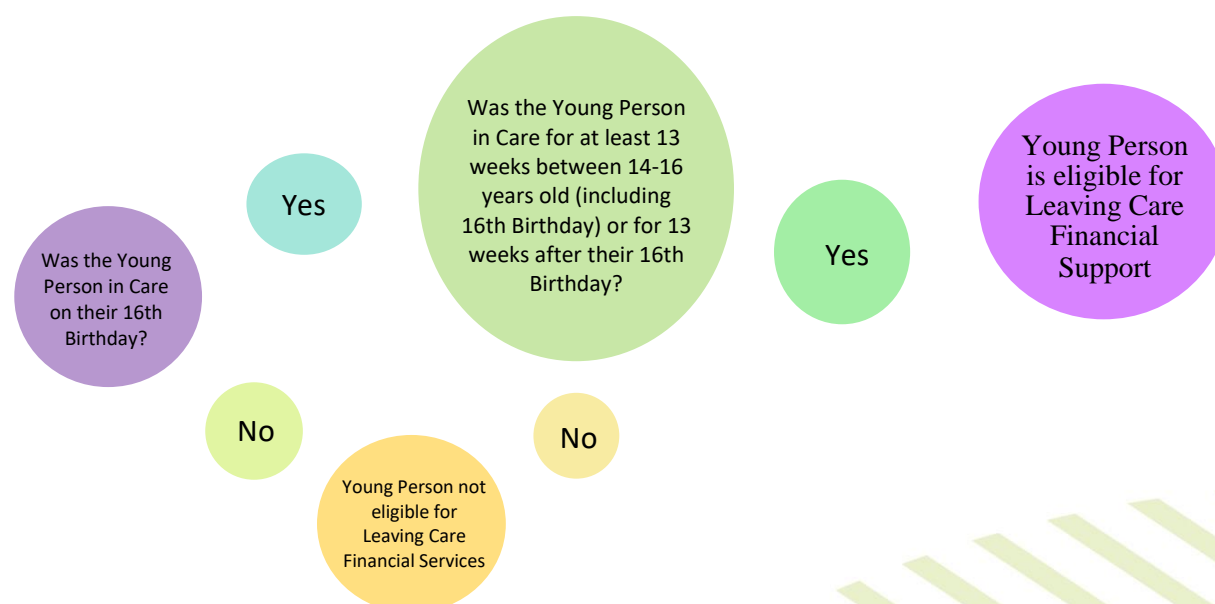 Was the Young
Person in Care
on their 16th
Birthday?
Yes
No
Was the Young Person
in Care for at least 13
weeks between 14-16
years old (including
16th Birthday) or for 13
weeks after their 16th
Birthday?
Yes
No
Young Person
is eligible for
Leaving Care
Financial
Support
Young Person not
eligible for
Leaving Care
Financial Services